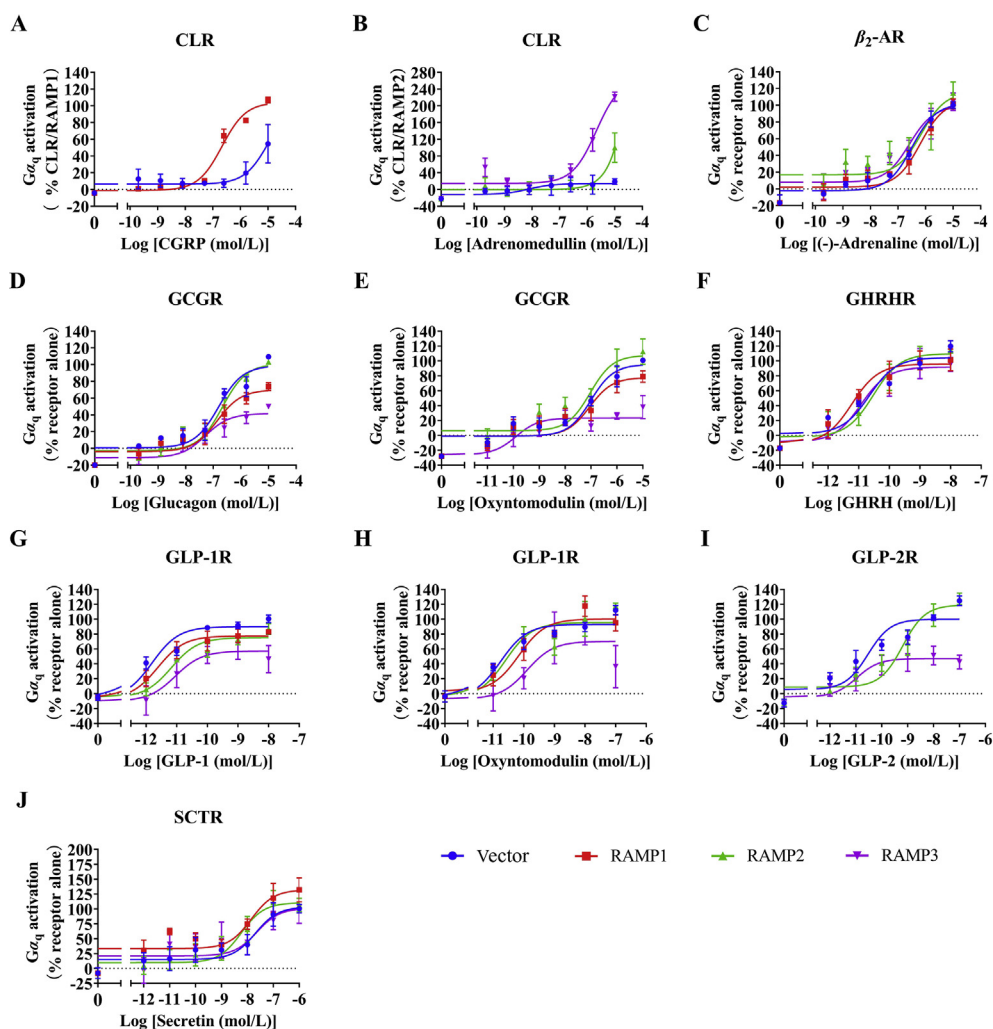 A
CLR
Gαq activation
(% CLR/RAMP1)
120
100
80
60
40
20
0
-20
0 -10 -9 -8 -7 -6 -5 -4
Log [CGRP (mol/L)]
B
CLR
Gαq activation
(% CLR/RAMP2)
280
240
200
160
120
80
40
0
-40
0 -10 -9 -8 -7 -6 -5 -4
Log [Adrenomedullin (mol/L)]
C
β2-AR
Gαq activation
(% receptor alone)
140
120
100
80
60
40
20
0
-20
0 -10 -9 -8 -7 -6 -5 -4
Log [(-)-Adrenaline (mol/L)]
D
GCGR
Gαq activation
(% receptor alone)
140
120
100
80
60
40
20
0
-20
0 -10 -9 -8 -7 -6 -5 -4
Log [Glucagon (mol/L)]
E
GCGR
Gαq activation
(% receptor alone)
140
120
100
80
60
40
20
0
-20
-40
0 -11 -10 -9 -8 -7 -6 -5
Log [Oxyntomodulin (mol/L)]
F
GHRHR
Gαq activation
(% receptor alone)
140
120
100
80
60
40
20
0
-20
-40
0 -12 -11 -10 -9 -8 -7
Log [GHRH (mol/L)]
G
GLP-1R
Gαq activation
(% receptor alone)
140
120
100
80
60
40
20
0
-20
-40
0 -12 -11 -10 -9 -8 -7
Log [GLP-1 (mol/L)]
H
GLP-1R
Gαq activation
(% receptor alone)
140
120
100
80
60
40
20
0
-20
-40
0 -11 -10 -9 -8 -7 -6
Log [Oxyntomodulin (mol/L)]
I
GLP-2R
Gαq activation
(% receptor alone)
140
120
100
80
60
40
20
0
-20
-40
0 -12 -11 -10 -9 -8 -7 -6
Log [GLP-2 (mol/L)]
J
SCTR
Gαq activation
(% receptor alone)
200
175
150
125
100
75
50
25
0
-25
0 -12 -11 -10 -9 -8 -7 -6
Log [Secretin (mol/L)]
Vector RAMP1 RAMP2 RAMP3